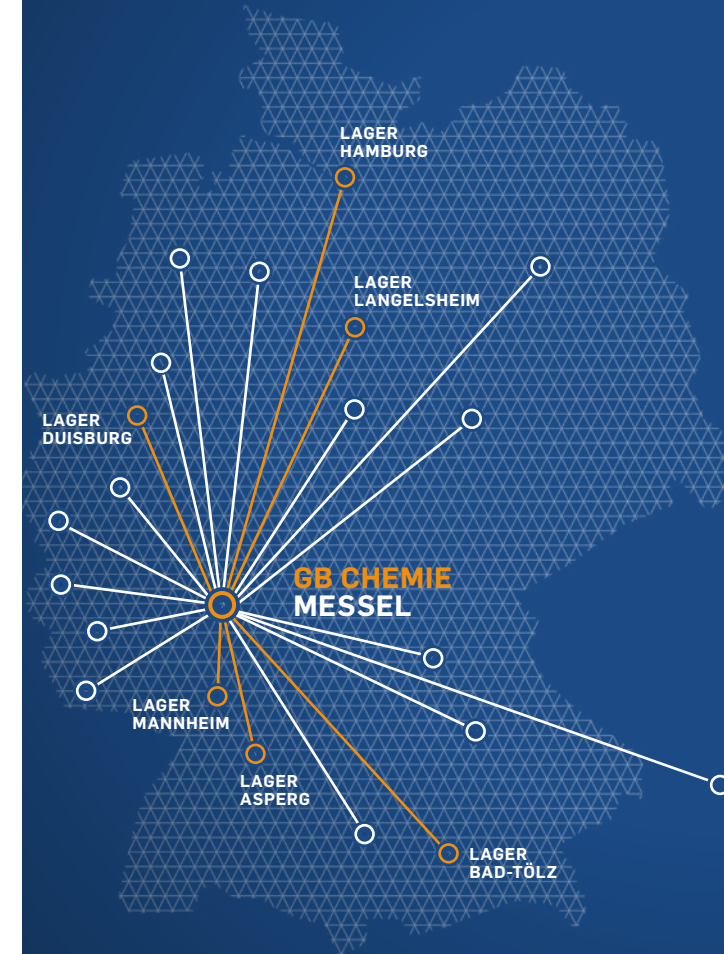 LAGER
HAMBURG
LAGER
LANGELSHEIM
LAGER
DUISBURG
GB CHEMIE
MESSEL
LAGER
MANNHEIM
LAGER
ASPERG
LAGER
BAD-TÖLZ